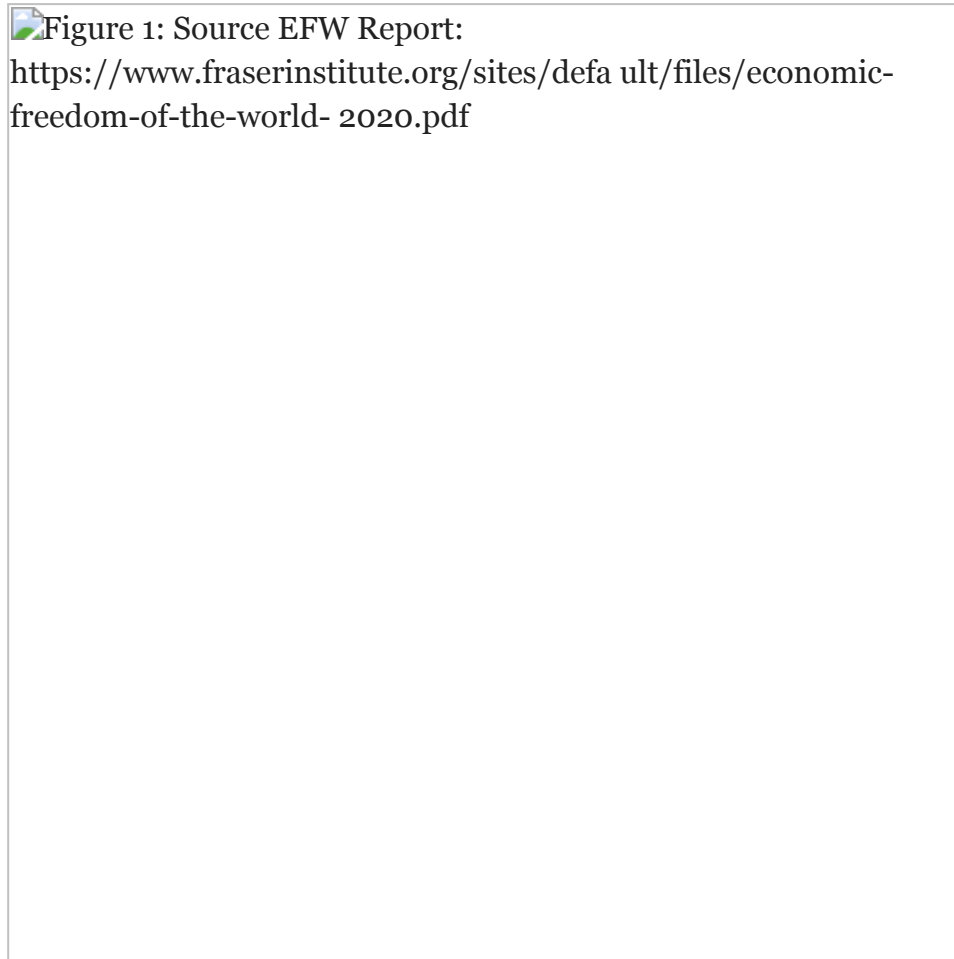 Figure 1: Source EFW Report:
https://www.fraserinstitute.org/sites/defa ult/files/economic-
freedom-of-the-world- 2020.pdf